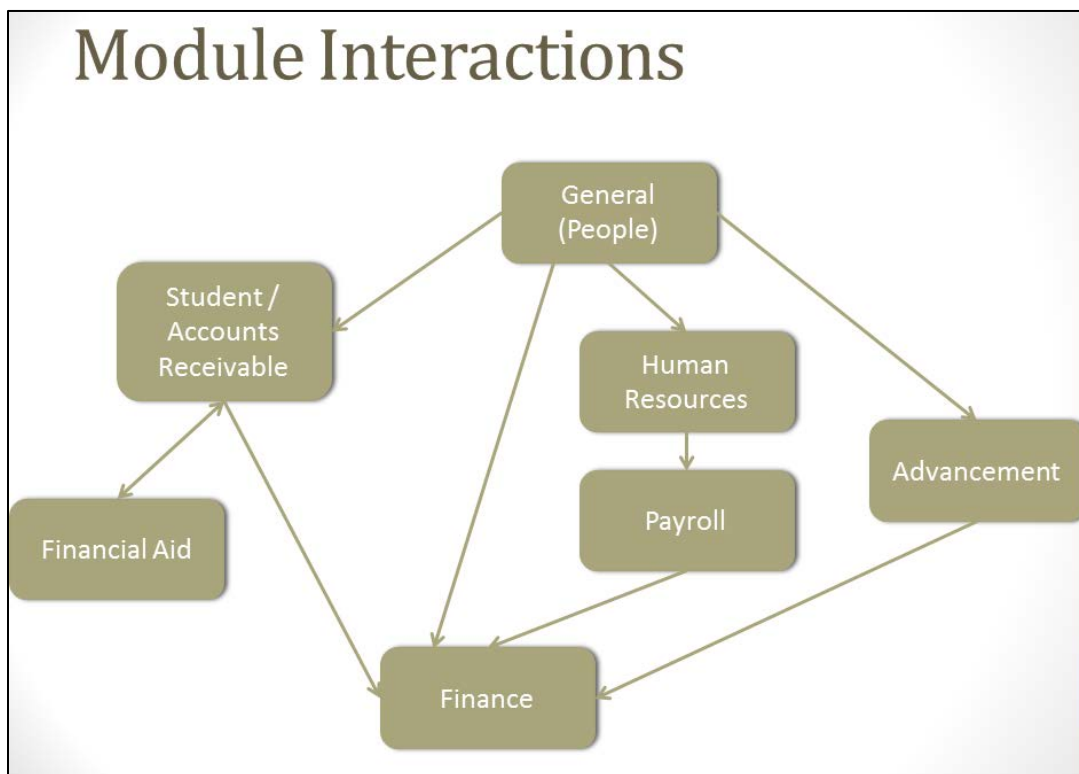 Module Interactions
General
(People)
Student /
Accounts
Receivable
Human
Resources
Advancement
Payroll
Financial Aid
Finance